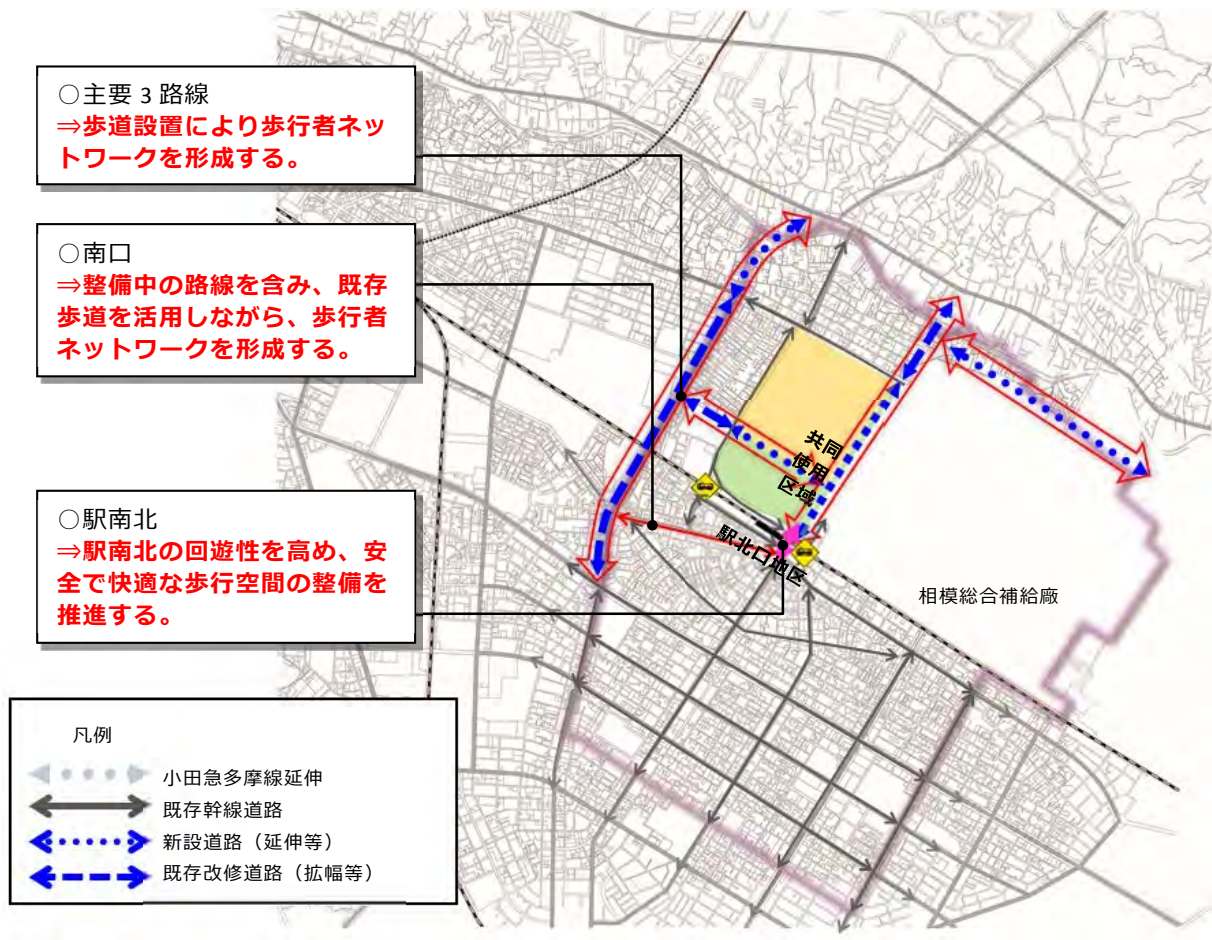 ○主要 3 路線
⇒歩道設置により歩行者ネッ
トワークを形成する。
○南口
⇒整備中の路線を含み、既存
歩道を活用しながら、歩行者
ネットワークを形成する。
○駅南北
⇒駅南北の回遊性を高め、安
全で快適な歩行空間の整備を
推進する。
共同
使用
区域
駅北口地区
相模総合補給廠
凡例
小田急多摩線延伸
既存幹線道路
新設道路（延伸等）
既存改修道路（拡幅等）